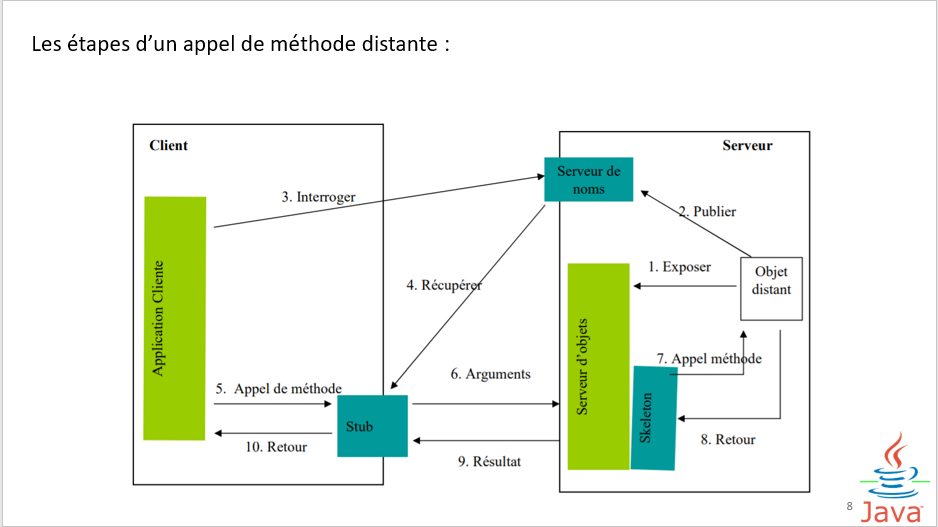 Les étapes d’un appel de méthode distante :
Client
Serveur
Serveur de
noms
3. Interroger
2. Publier
1. Exposer
Objet
distant
4. Récupérer
Application Cliente
Serveur d’objets
7. Appel méthode
6. Arguments
5. Appel de méthode
Stub
Skeleton
8. Retour
10. Retour
9. Résultat
8
Java